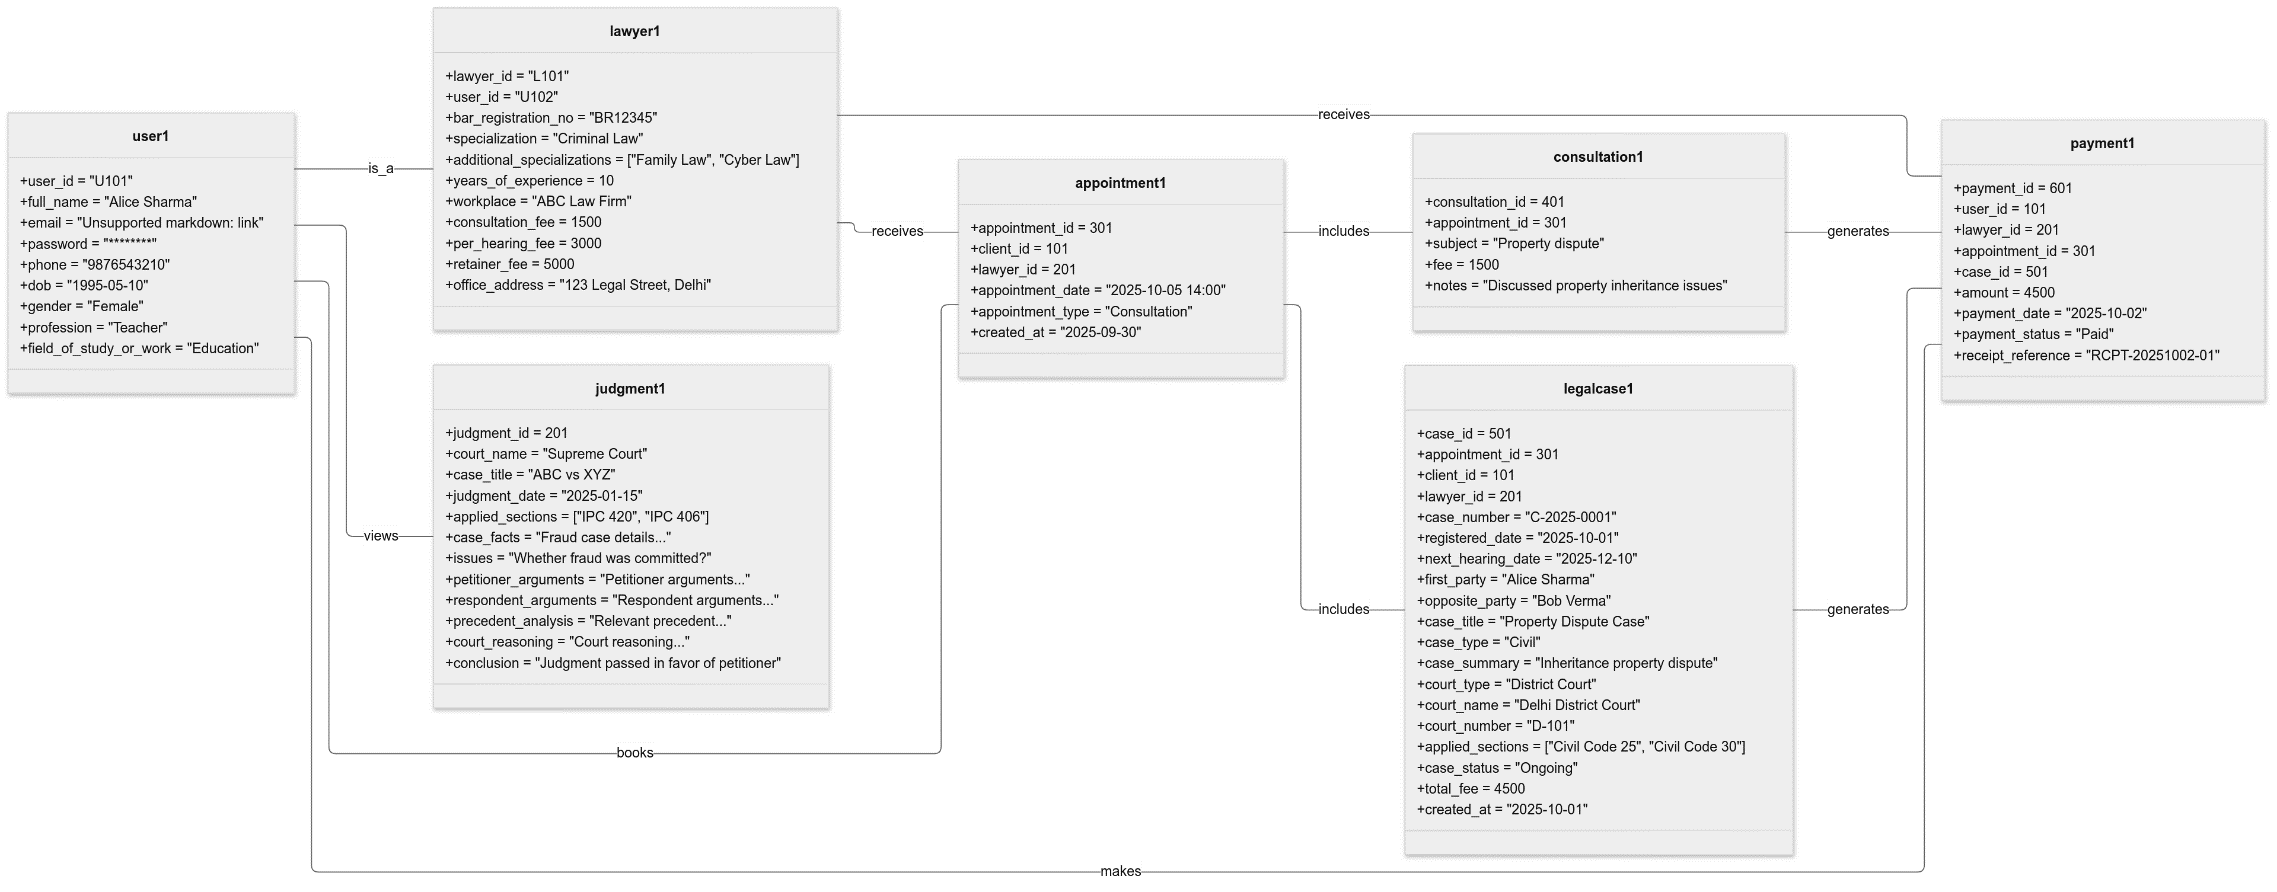 user1
+user_id = "U101"
+full_name = "Alice Sharma"
+email = "Unsupported markdown: link"
+password = "********"
+phone = "9876543210"
+dob = "1995-05-10"
+gender = "Female"
+profession = "Teacher"
+field_of_study_or_work = "Education"
is_a
views
books
makes
lawyer1
+lawyer_id = "L101"
+user_id = "U102"
+bar_registration_no = "BR12345"
+specialization = "Criminal Law"
+additional_specializations = ["Family Law", "Cyber Law"]
+years_of_experience = 10
+workplace = "ABC Law Firm"
+consultation_fee = 1500
+per_hearing_fee = 3000
+retainer_fee = 5000
+office_address = "123 Legal Street, Delhi"
receives
receives
judgment1
+judgment_id = 201
+court_name = "Supreme Court"
+case_title = "ABC vs XYZ"
+judgment_date = "2025-01-15"
+applied_sections = ["IPC 420", "IPC 406"]
+case_facts = "Fraud case details..."
+issues = "Whether fraud was committed?"
+petitioner_arguments = "Petitioner arguments..."
+respondent_arguments = "Respondent arguments..."
+precedent_analysis = "Relevant precedent..."
+court_reasoning = "Court reasoning..."
+conclusion = "Judgment passed in favor of petitioner"
appointment1
+appointment_id = 301
+client_id = 101
+lawyer_id = 201
+appointment_date = "2025-10-05 14:00"
+appointment_type = "Consultation"
+created_at = "2025-09-30"
includes
includes
consultation1
+consultation_id = 401
+appointment_id = 301
+subject = "Property dispute"
+fee = 1500
+notes = "Discussed property inheritance issues"
generates
legalcase1
+case_id = 501
+appointment_id = 301
+client_id = 101
+lawyer_id = 201
+case_number = "C-2025-0001"
+registered_date = "2025-10-01"
+next_hearing_date = "2025-12-10"
+first_party = "Alice Sharma"
+opposite_party = "Bob Verma"
+case_title = "Property Dispute Case"
+case_type = "Civil"
+case_summary = "Inheritance property dispute"
+court_type = "District Court"
+court_name = "Delhi District Court"
+court_number = "D-101"
+applied_sections = ["Civil Code 25", "Civil Code 30"]
+case_status = "Ongoing"
+total_fee = 4500
+created_at = "2025-10-01"
generates
payment1
+payment_id = 601
+user_id = 101
+lawyer_id = 201
+appointment_id = 301
+case_id = 501
+amount = 4500
+payment_date = "2025-10-02"
+payment_status = "Paid"
+receipt_reference = "RCPT-20251002-01"